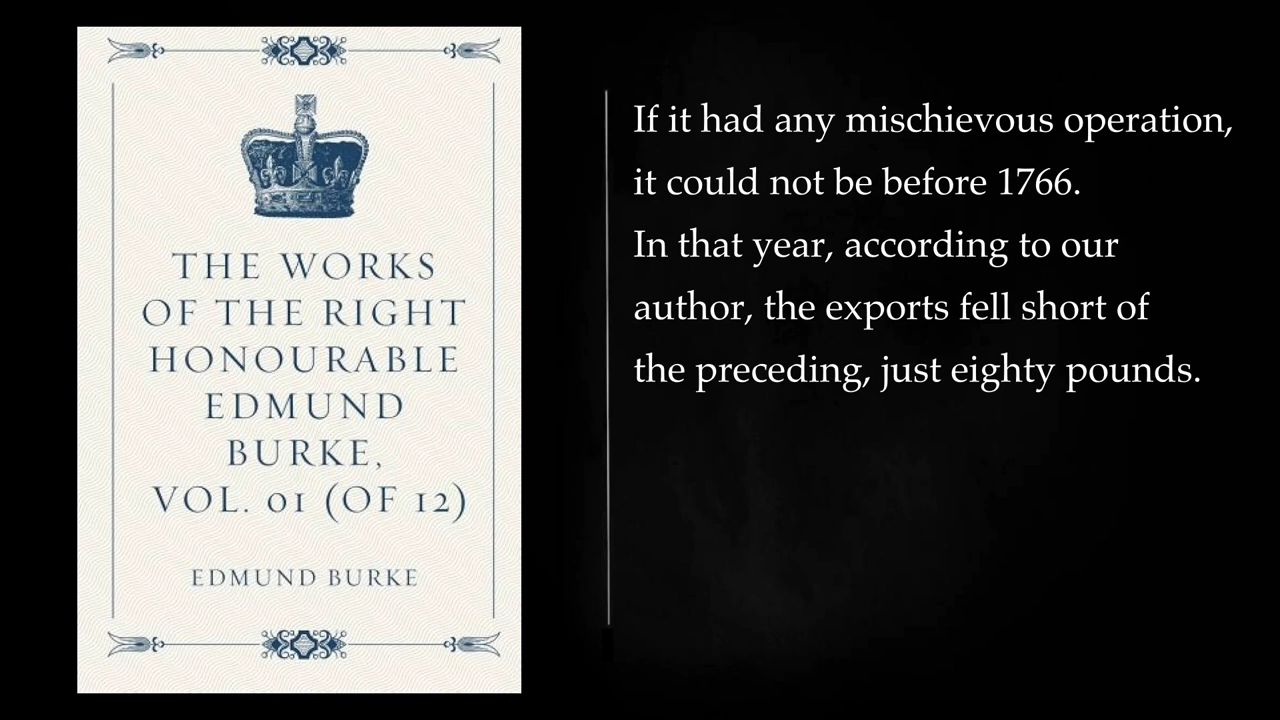 THE WORKS
OF THE RIGHT
HONOURABLE
EDMUND
BURKE,
VOL. 01 (OF 12)
EDMUND BURKE
If it had any mischievous operation,
it could not be before 1766.
In that year, according to our
author, the exports fell short of
the preceding, just eighty pounds.